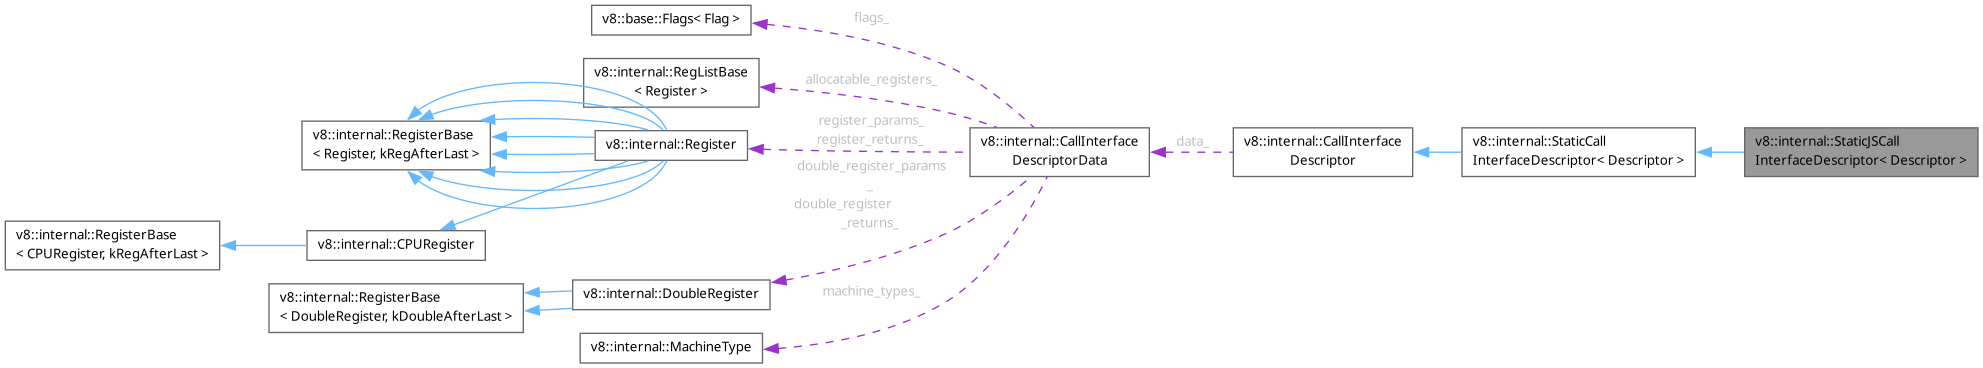 v8::base::Flags< Flag >
flags_
v8::internal::RegListBase
< Register >
allocatable_registers_
v8::internal::RegisterBase
< Register, kRegAfterLast >
v8::internal::Register
register_params_
register_returns_
v8::internal::CallInterface
DescriptorData
data_
v8::internal::CallInterface
Descriptor
v8::internal::StaticCall
InterfaceDescriptor< Descriptor >
v8::internal::StaticJSCall
InterfaceDescriptor< Descriptor >
double_register_params
_
double_register
_returns_
v8::internal::RegisterBase
< CPURegister, kRegAfterLast >
v8::internal::CPURegister
v8::internal::RegisterBase
< DoubleRegister, kDoubleAfterLast >
v8::internal::DoubleRegister
machine_types_
v8::internal::MachineType